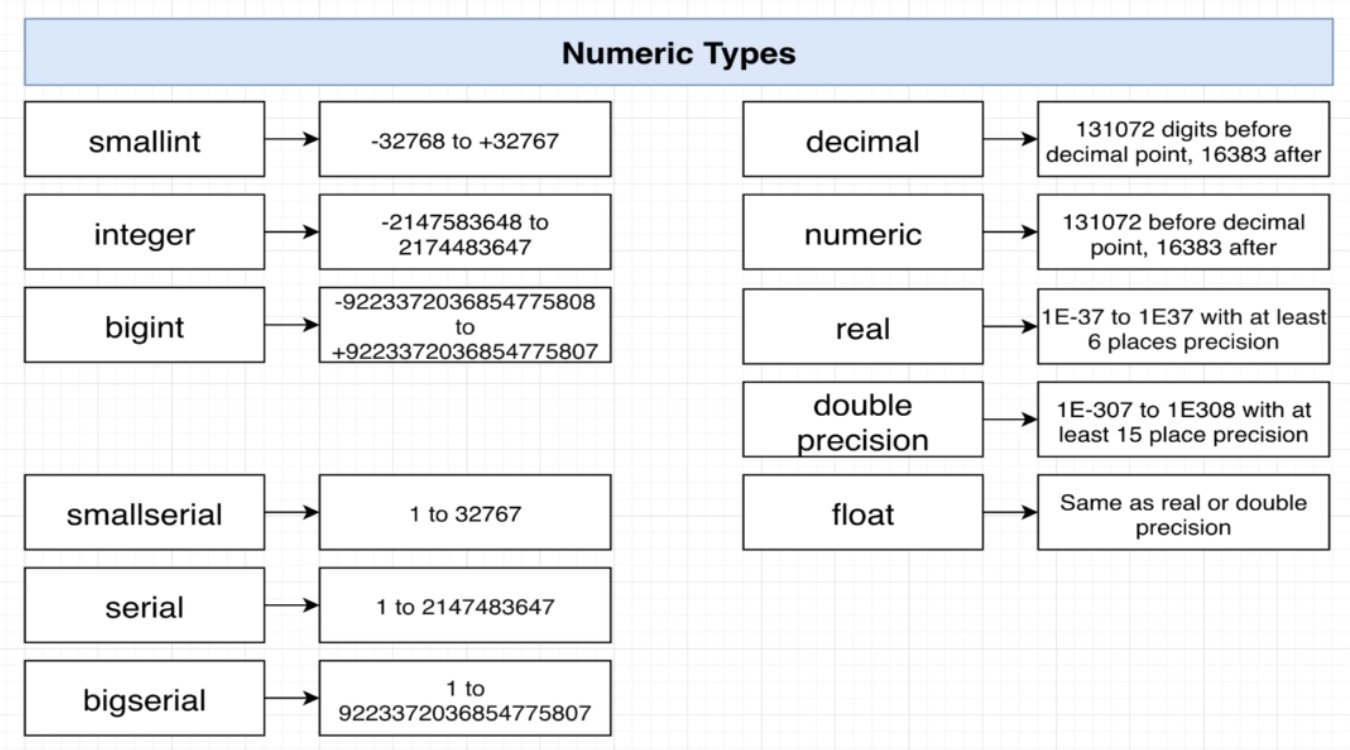 Numeric Types
smallint
-32768 to +32767
integer
-2147583648 to
2174483647
bigint
-9223372036854775808
to
+9223372036854775807
smallserial
1 to 32767
serial
1 to 2147483647
bigserial
1 to
9223372036854775807
decimal
131072 digits before
decimal point, 16383 after
numeric
131072 before decimal
point, 16383 after
real
1E-37 to 1E37 with at least
6 places precision
double
precision
1E-307 to 1E308 with at
least 15 place precision
float
Same as real or double
precision